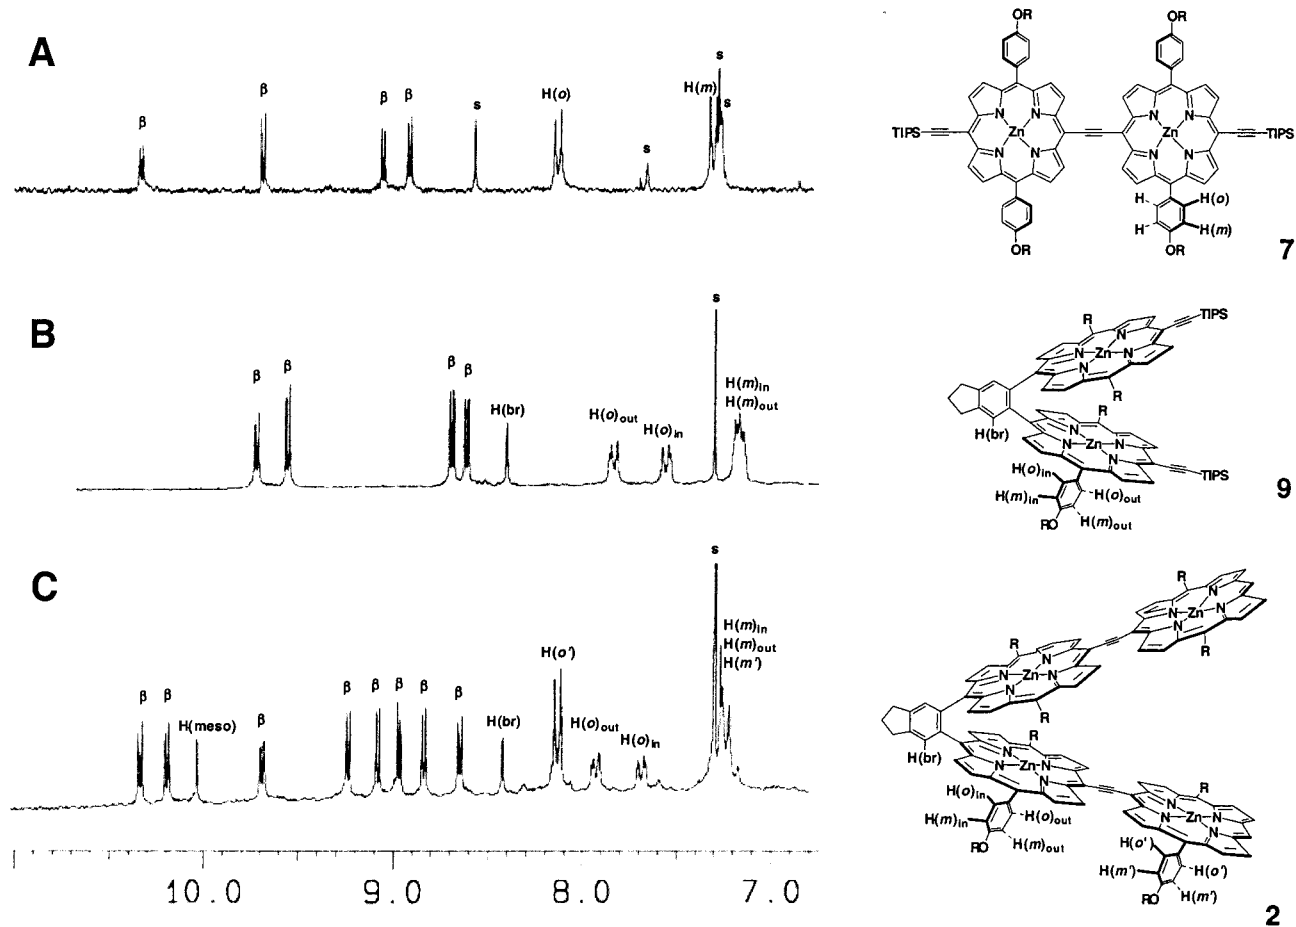 A
β
β
β
β
s
H(o)
s
H(m)
s
s
OR
OR
TIPS
N
N
Zn
N
N
N
N
Zn
N
N
TIPS
H
H(o)
H
H(m)
OR
OR
7
B
β
β
β
β
H(br)
H(o)out
H(o)in
s
H(m)in
H(m)out
R
TIPS
N
N
Zn
N
N
R
R
H(br)
N
N
Zn
N
N
TIPS
H(o)in
H(m)in
H(o)out
H(m)out
RO
9
C
β
β
H(meso)
β
β
β
β
β
β
H(br)
H(o')
H(o)out
H(o)in
s
H(m)in
H(m)out
H(m')
R
N
N
Zn
N
N
R
R
N
N
Zn
N
N
R
R
H(br)
N
N
Zn
N
N
R
N
N
Zn
N
N
H(o)in
H(m)in
H(o)out
H(m)out
RO
H(o')
H(m')
H(o')
H(m')
RO
2
10.0 9.0 8.0 7.0